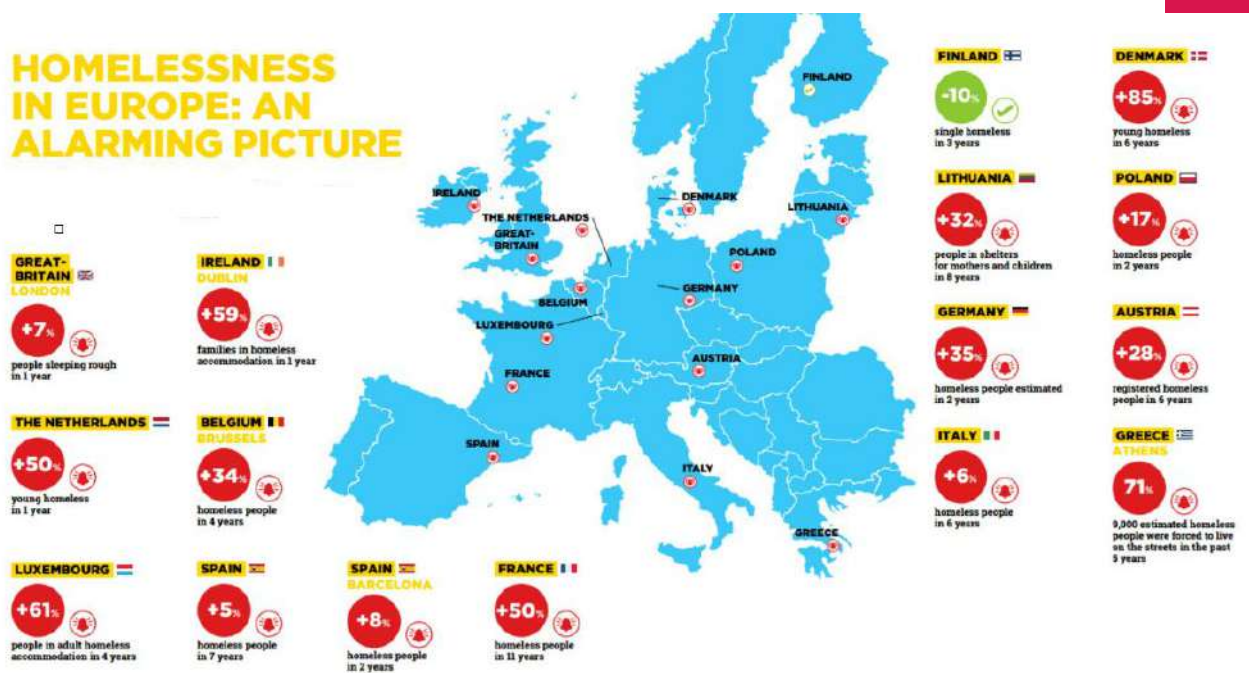 HOMELESSNESS
IN EUROPE: AN
ALARMING PICTURE
GREAT-
BRITAIN
LONDON
+7%
people sleeping rough
in 1 year
IRELAND
DUBLIN
+59%
families in homeless
accommodation in 1 year
THE NETHERLANDS
+50%
young homeless
in 1 year
BELGIUM
BRUSSELS
+34%
homeless people
in 4 years
LUXEMBOURG
+61%
people in adult homeless
accommodation in 4 years
SPAIN
+5%
homeless people
in 7 years
SPAIN
BARCELONA
+8%
homeless people
in 2 years
FRANCE
+50%
homeless people
in 11 years
FINLAND
IRELAND
DENMARK
THE NETHERLANDS
LITHUANIA
GREAT-
BRITAIN
POLAND
GERMANY
BELGIUM
LUXEMBOURG
AUSTRIA
FRANCE
SPAIN
ITALY
GREECE
FINLAND
-10%
single homeless
in 3 years
DENMARK
+85%
young homeless
in 6 years
LITHUANIA
+32%
people in shelters
for mothers and children
in 8 years
POLAND
+17%
homeless people
in 2 years
GERMANY
+35%
homeless people estimated
in 2 years
AUSTRIA
+28%
registered homeless
people in 6 years
ITALY
+6%
homeless people
in 6 years
GREECE
ATHENS
71%
9,000 estimated homeless
people were forced to live
on the streets in the past
5 years